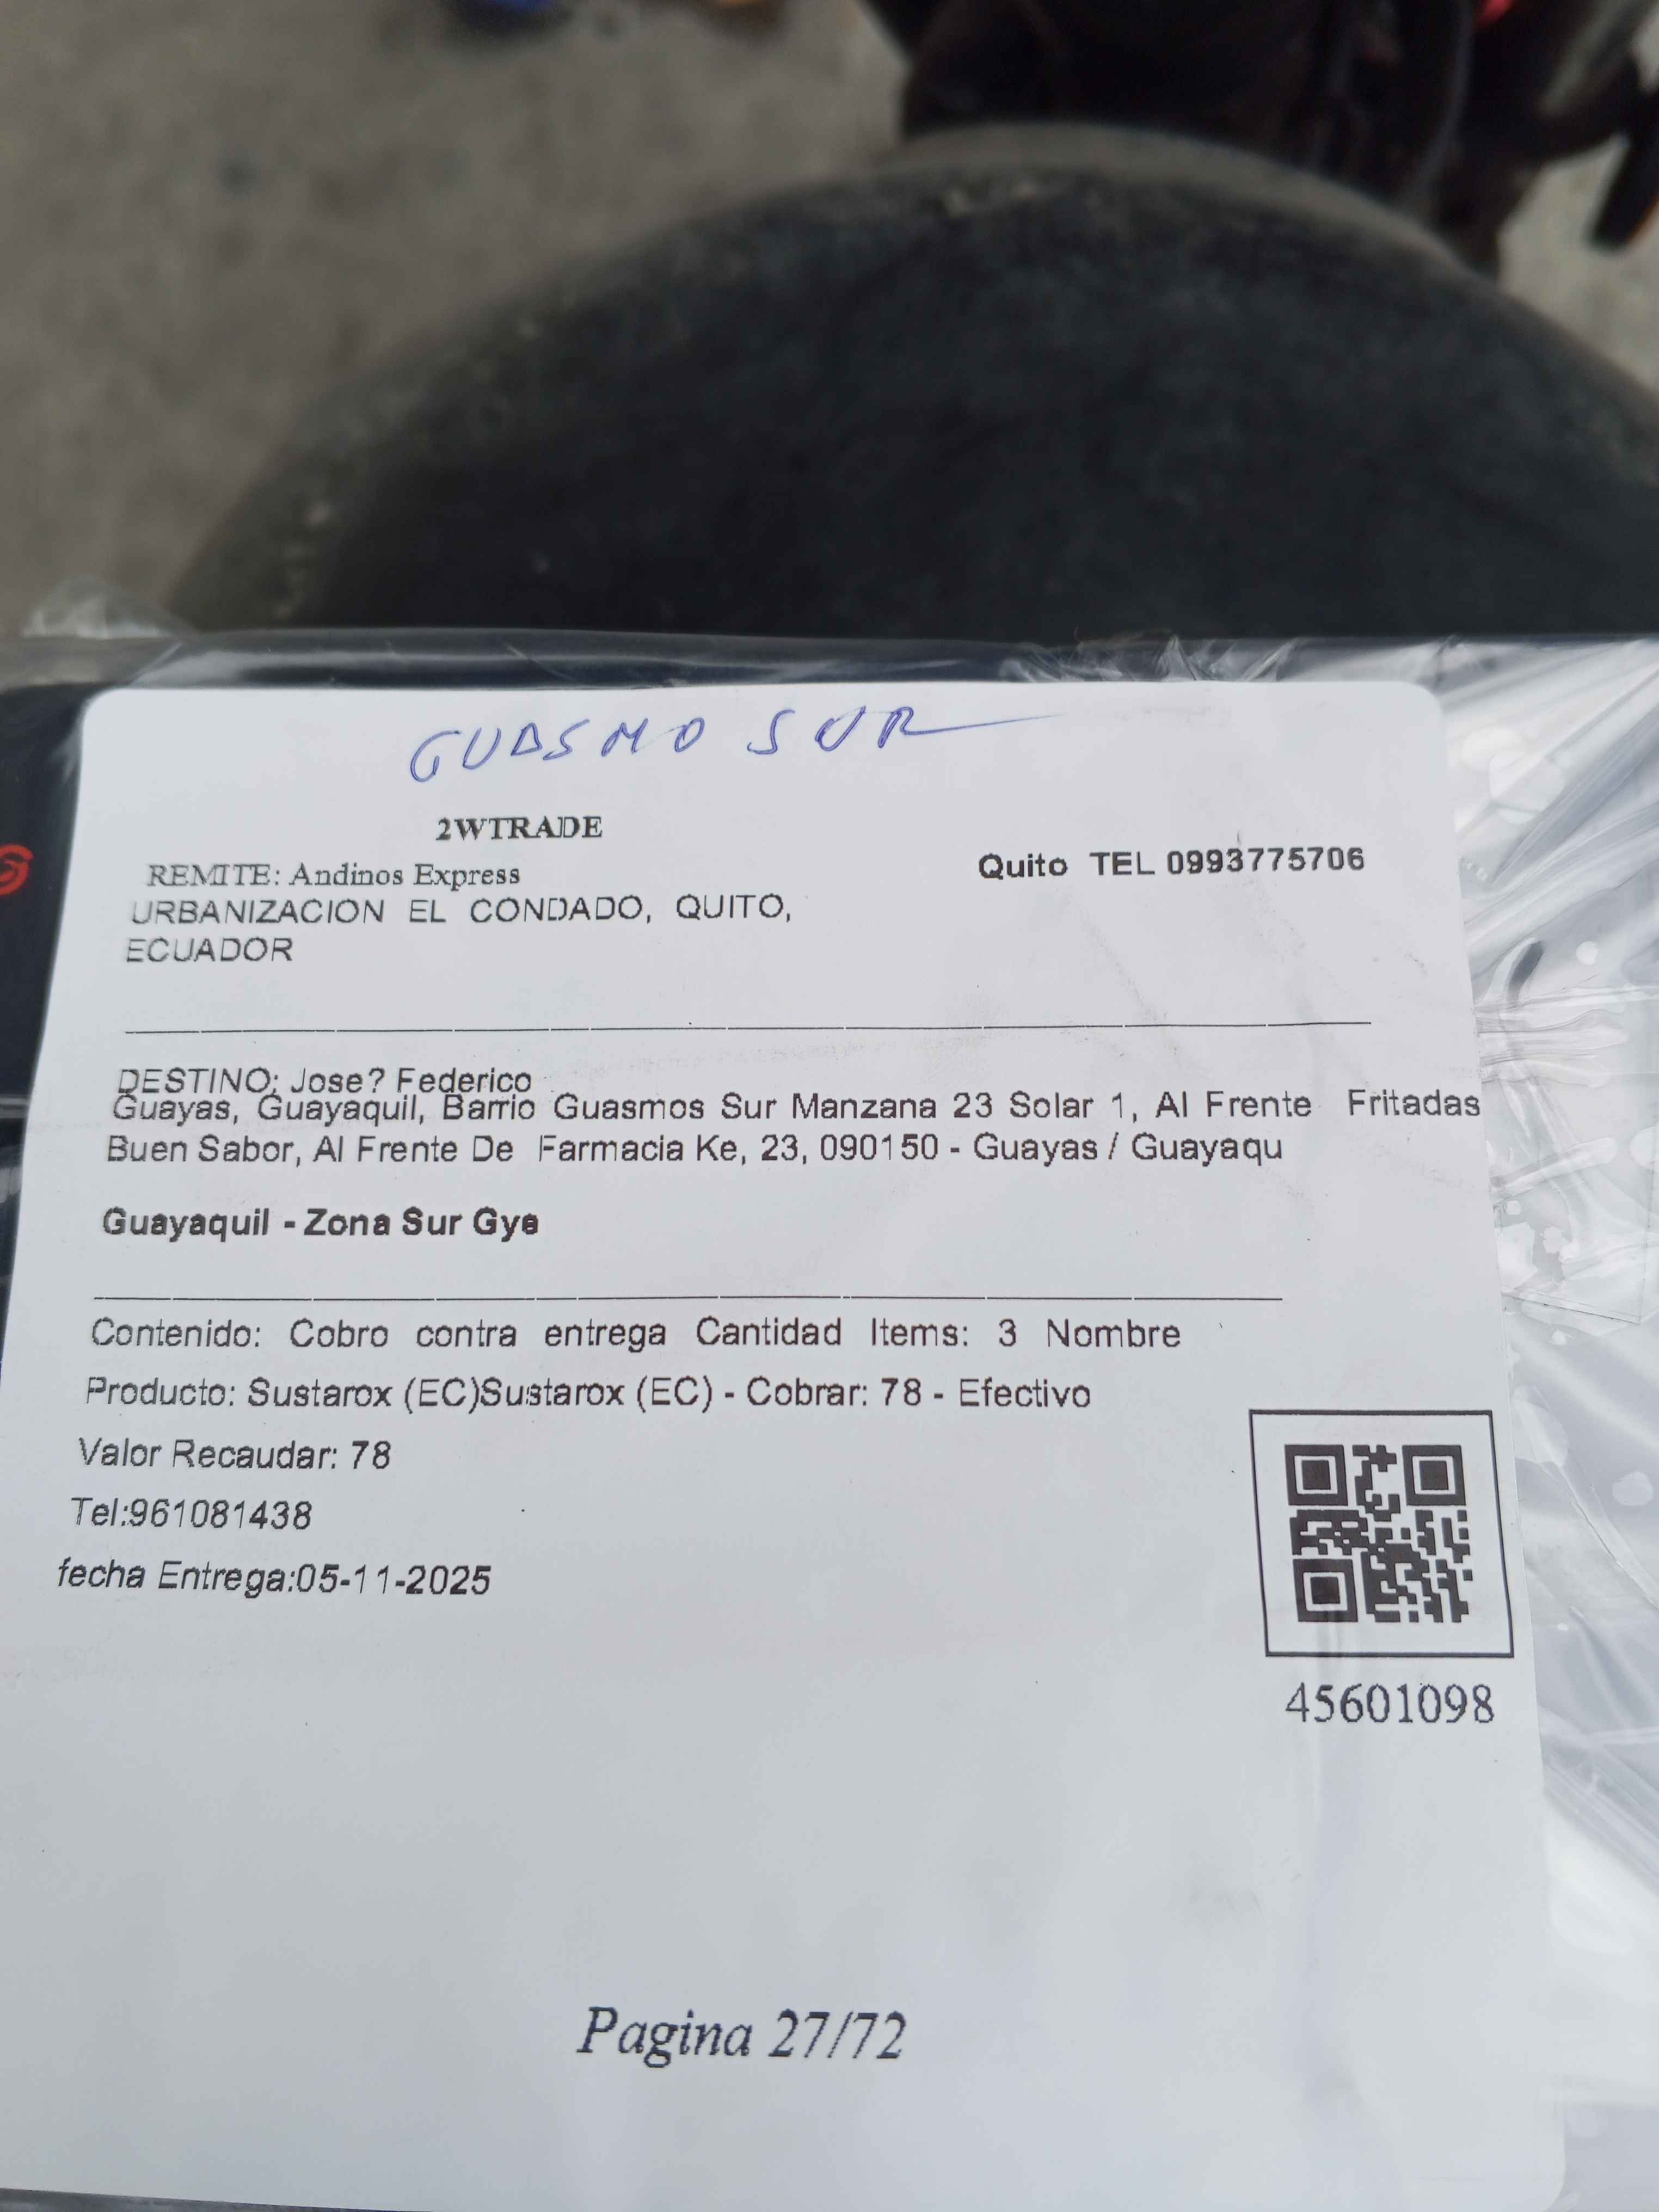 GUASMO SUR
2WTRADE
REMITE: Andinos Express
Quito TEL 0993775706
URBANIZACION EL CONDADO, QUITO,
ECUADOR
DESTINO: Jose? Federico
Guayas, Guayaquil, Barrio Guasmos Sur Manzana 23 Solar 1, Al Frente Fritadas
Buen Sabor, Al Frente De Farmacia Ke, 23, 090150 - Guayas / Guayaqu
Guayaquil - Zona Sur Gye
Contenido: Cobro contra entrega Cantidad Items: 3 Nombre
Producto: Sustarox (EC)Sustarox (EC) - Cobrar: 78 - Efectivo
Valor Recaudar: 78
Tel:961081438
fecha Entrega:05-11-2025
45601098
Pagina 27/72